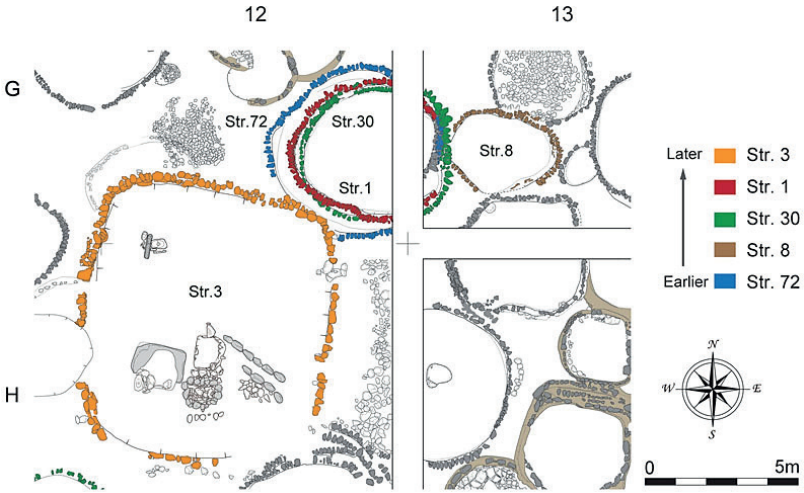 12 13
G
H
Str.72
Str.30
Str.1
Str.3
Str.8
Later
Earlier
Str. 3
Str. 1
Str. 30
Str. 8
Str. 72
N
W E
S
0 5m